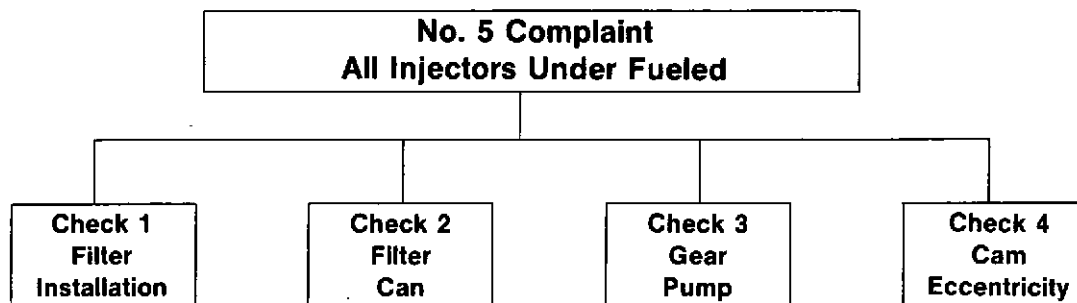 No. 5 Complaint
All Injectors Under Fueled
Check 1
Filter
Installation
Check 2
Filter
Can
Check 3
Gear
Pump
Check 4
Cam
Eccentricity